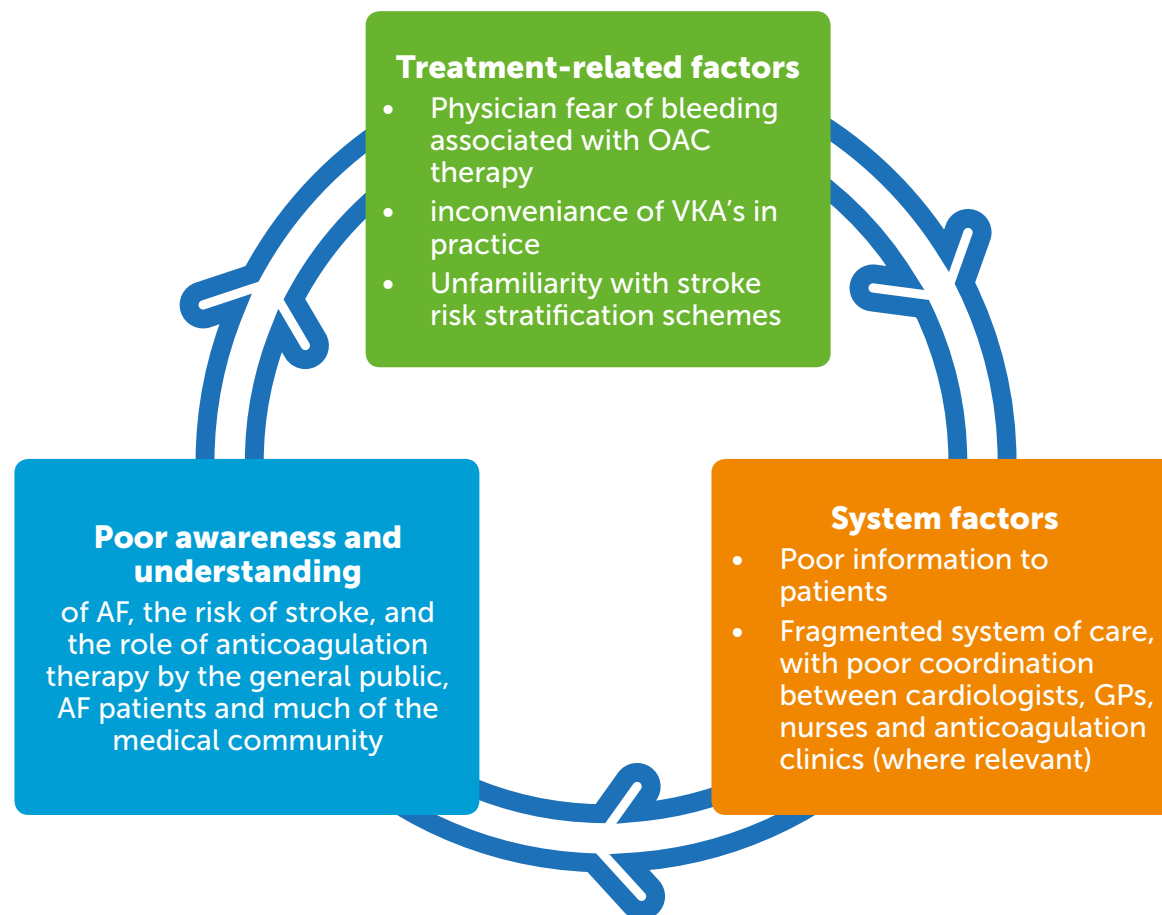 Treatment-related factors
• Physician fear of bleeding
associated with OAC
therapy
• inconveniance of VKA's in
practice
• Unfamiliarity with stroke
risk stratification schemes
Poor awareness and
understanding
of AF, the risk of stroke, and
the role of anticoagulation
therapy by the general public,
AF patients and much of the
medical community
System factors
• Poor information to
patients
• Fragmented system of care,
with poor coordination
between cardiologists, GPs,
nurses and anticoagulation
clinics (where relevant)